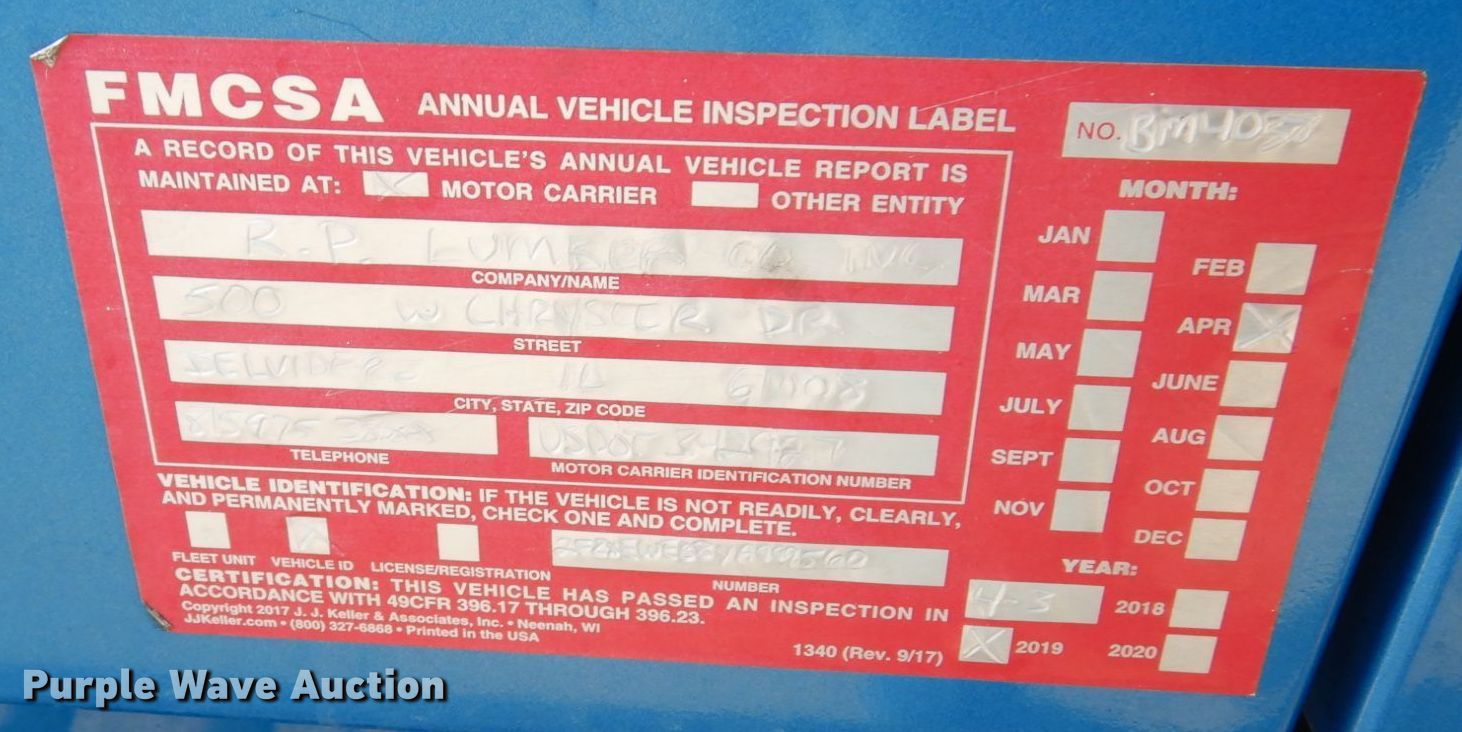 FMCSA ANNUAL VEHICLE INSPECTION LABEL
NO.
A RECORD OF THIS VEHICLE'S ANNUAL VEHICLE REPORT IS
MAINTAINED AT: X MOTOR CARRIER OTHER ENTITY
R.P. LUMBER CO INC
COMPANY/NAME
500 W CHRYSLER DR
STREET
IL
CITY, STATE, ZIP CODE
TELEPHONE
USDOT
MOTOR CARRIER IDENTIFICATION NUMBER
VEHICLE IDENTIFICATION: IF THE VEHICLE IS NOT READILY, CLEARLY,
AND PERMANENTLY MARKED, CHECK ONE AND COMPLETE.
FLEET UNIT VEHICLE ID LICENSE/REGISTRATION
NUMBER
CERTIFICATION: THIS VEHICLE HAS PASSED AN INSPECTION IN
ACCORDANCE WITH 49CFR 396.17 THROUGH 396.23.
Copyright 2017 J. J. Keller & Associates, Inc. • Neenah, WI
JJKeller.com • (800) 327-6868 • Printed in the USA
1340 (Rev. 9/17)
MONTH:
JAN
FEB
MAR
APR X
MAY
JUNE
JULY
AUG
SEPT
OCT
NOV
DEC
YEAR:
4-3 2018
X 2019 2020
Purple Wave Auction